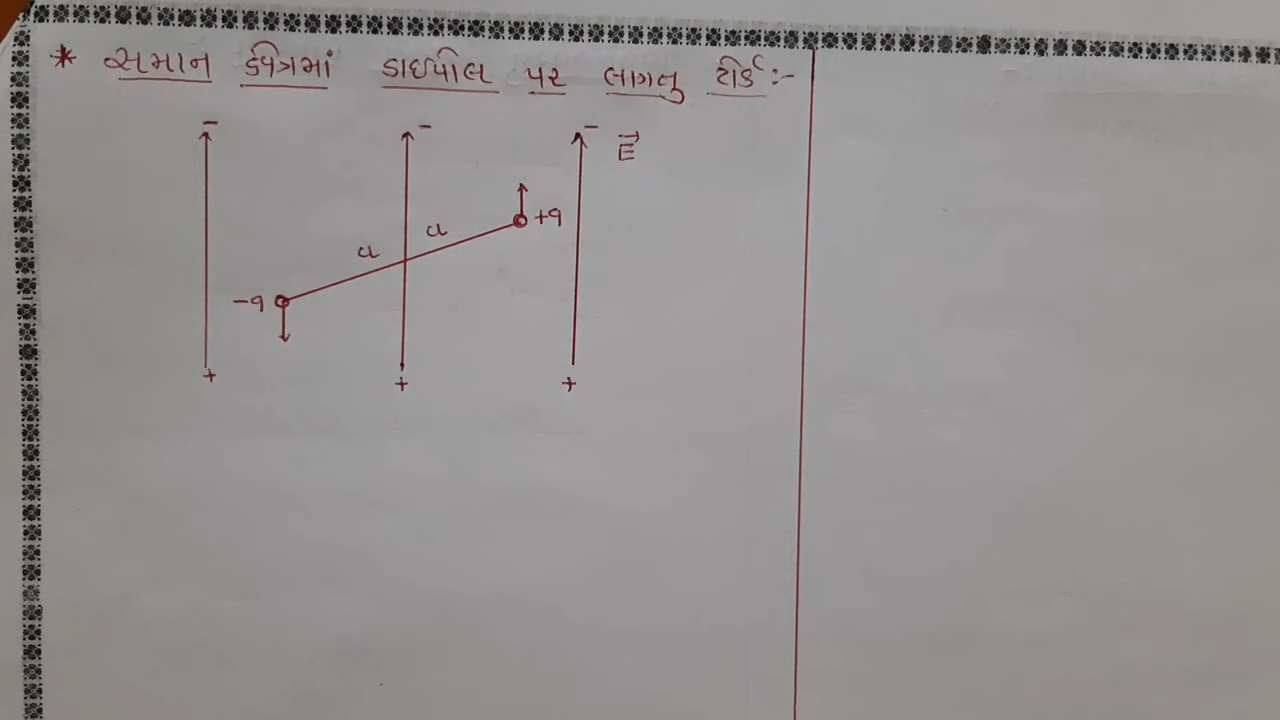 * સમાન ક્ષેત્રમાં ડાઇપોલ પર લાગતુ ટોર્ક :-
- - -
E⃗
+q
a
a
-q
+ + +